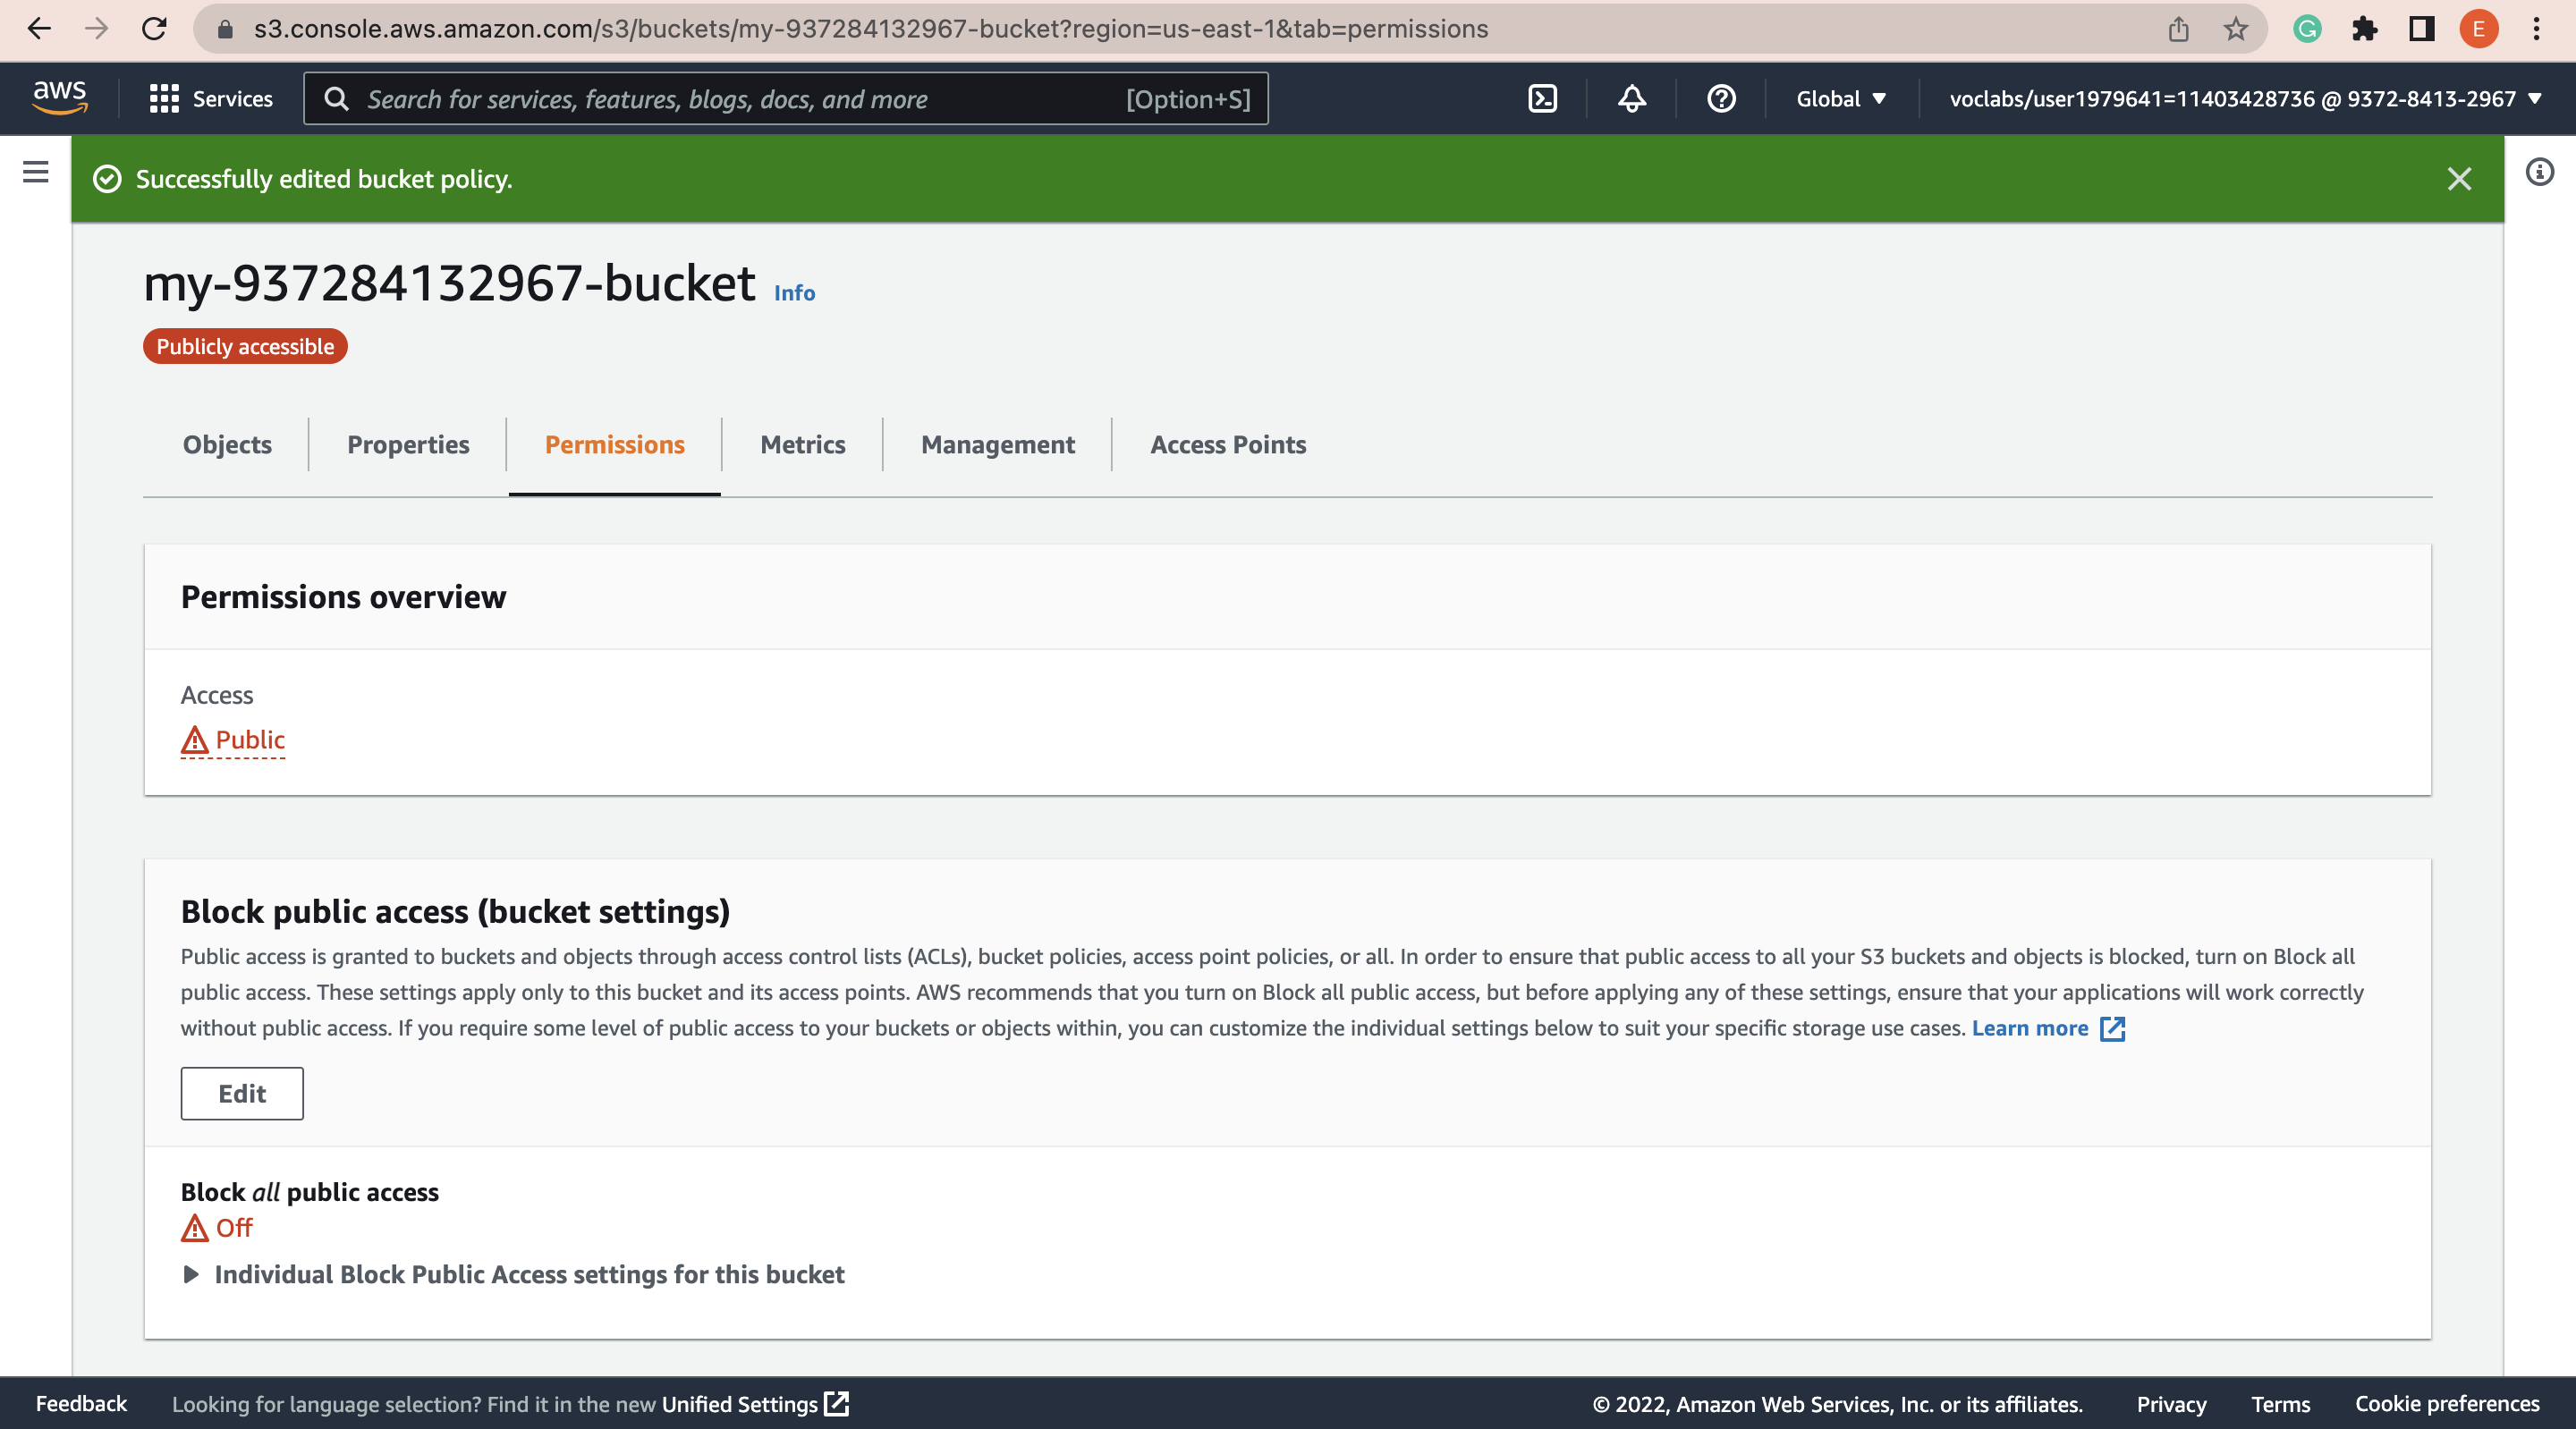 s3.console.aws.amazon.com/s3/buckets/my-937284132967-bucket?region=us-east-1&tab=permissions
E
aws
Services
Search for services, features, blogs, docs, and more
[Option+S]
Global
voclabs/user1979641=11403428736 @ 9372-8413-2967
Successfully edited bucket policy.
my-937284132967-bucket Info
Publicly accessible
Objects
Properties
Permissions
Metrics
Management
Access Points
Permissions overview
Access
Public
Block public access (bucket settings)
Public access is granted to buckets and objects through access control lists (ACLs), bucket policies, access point policies, or all. In order to ensure that public access to all your S3 buckets and objects is blocked, turn on Block all
public access. These settings apply only to this bucket and its access points. AWS recommends that you turn on Block all public access, but before applying any of these settings, ensure that your applications will work correctly
without public access. If you require some level of public access to your buckets or objects within, you can customize the individual settings below to suit your specific storage use cases. Learn more
Edit
Block all public access
Off
Individual Block Public Access settings for this bucket
Feedback
Looking for language selection? Find it in the new Unified Settings
© 2022, Amazon Web Services, Inc. or its affiliates.
Privacy
Terms
Cookie preferences